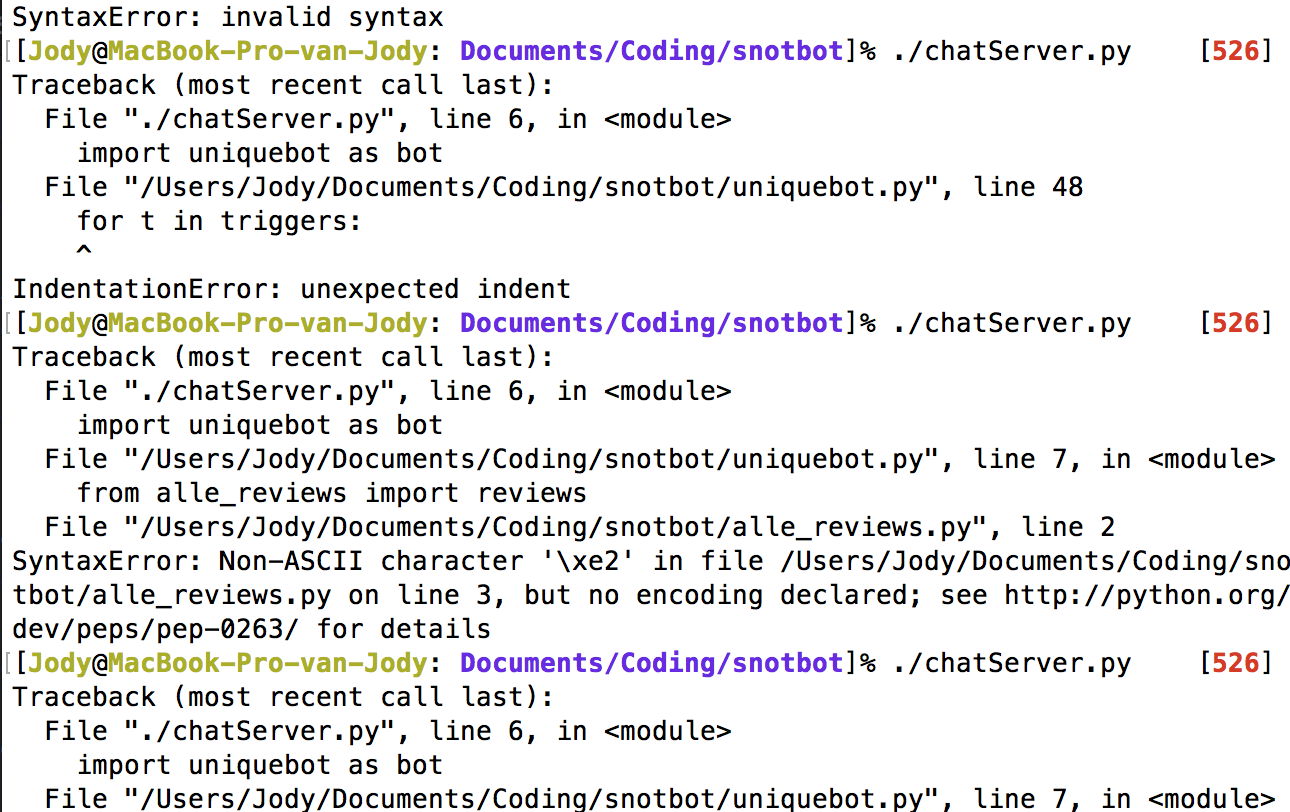 SyntaxError: invalid syntax
[[Jody@MacBook-Pro-van-Jody: Documents/Coding/snotbot]% ./chatServer.py [526]
Traceback (most recent call last):
  File "./chatServer.py", line 6, in <module>
    import uniquebot as bot
  File "/Users/Jody/Documents/Coding/snotbot/uniquebot.py", line 48
    for t in triggers:
    ^
IndentationError: unexpected indent
[[Jody@MacBook-Pro-van-Jody: Documents/Coding/snotbot]% ./chatServer.py [526]
Traceback (most recent call last):
  File "./chatServer.py", line 6, in <module>
    import uniquebot as bot
  File "/Users/Jody/Documents/Coding/snotbot/uniquebot.py", line 7, in <module>
    from alle_reviews import reviews
  File "/Users/Jody/Documents/Coding/snotbot/alle_reviews.py", line 2
SyntaxError: Non-ASCII character '\xe2' in file /Users/Jody/Documents/Coding/sno
tbot/alle_reviews.py on line 3, but no encoding declared; see http://python.org/
dev/peps/pep-0263/ for details
[[Jody@MacBook-Pro-van-Jody: Documents/Coding/snotbot]% ./chatServer.py [526]
Traceback (most recent call last):
  File "./chatServer.py", line 6, in <module>
    import uniquebot as bot
  File "/Users/Jody/Documents/Coding/snotbot/uniquebot.py", line 7, in <module>